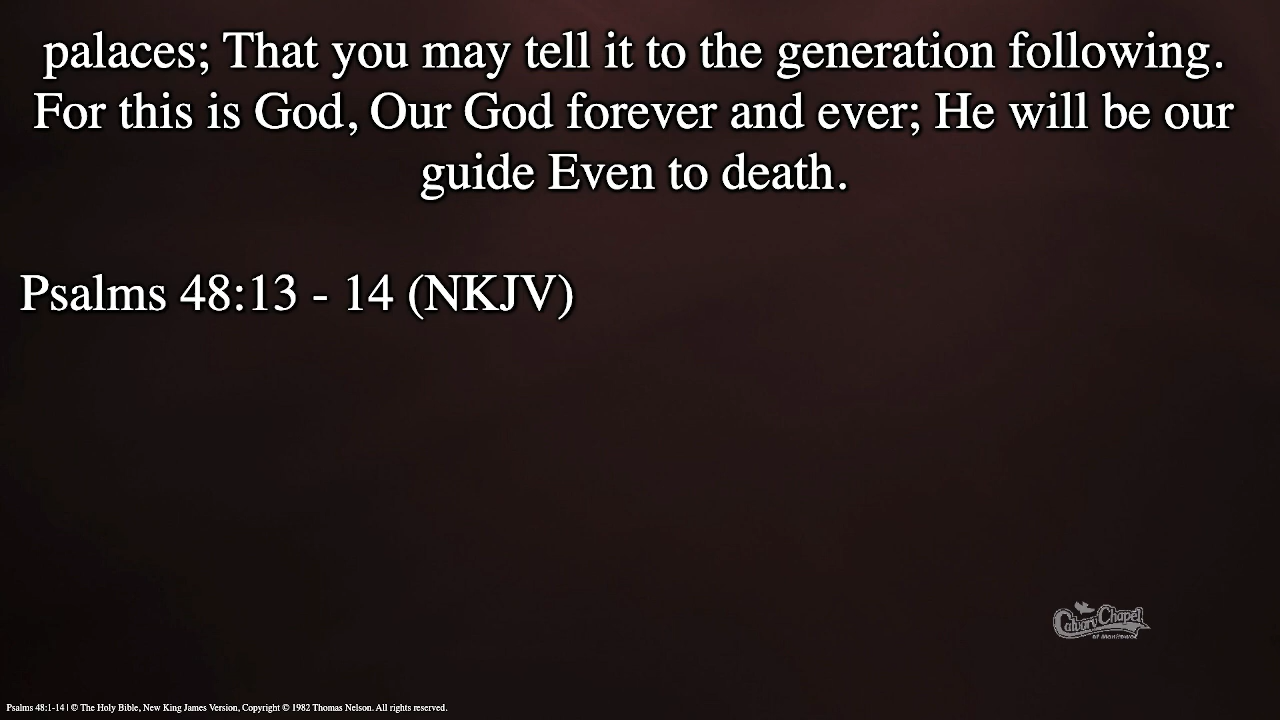 palaces; That you may tell it to the generation following.
For this is God, Our God forever and ever; He will be our
guide Even to death.
Psalms 48:13 - 14 (NKJV)
Calvary Chapel
of Manitowoc
Psalms 48:1-14 | © The Holy Bible, New King James Version, Copyright © 1982 Thomas Nelson. All rights reserved.